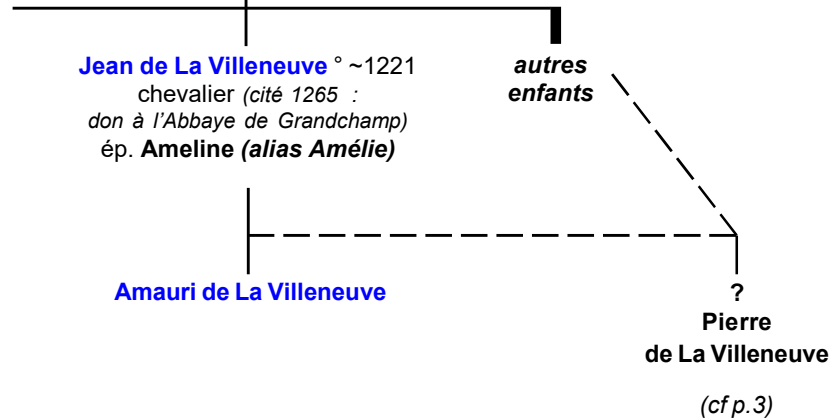 Jean de La Villeneuve ° ~1221
chevalier (cité 1265 :
don à l'Abbaye de Grandchamp)
ép. Ameline (alias Amélie)
autres
enfants
Amauri de La Villeneuve
?
Pierre
de La Villeneuve
(cf p.3)